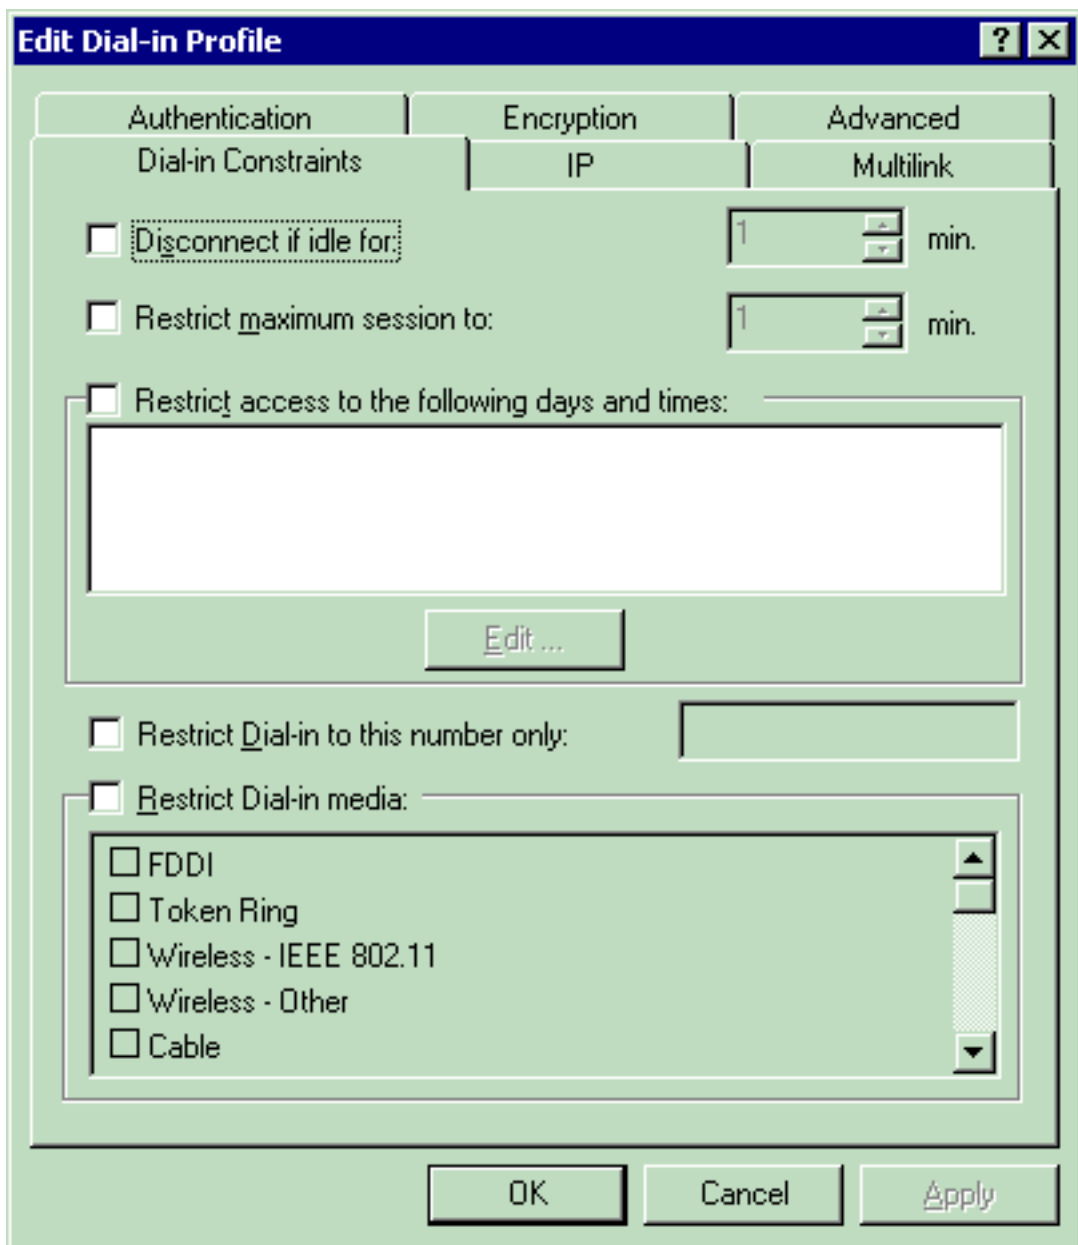 Edit Dial-in Profile
Authentication Encryption Advanced
Dial-in Constraints IP Multilink
Disconnect if idle for: 1 min.
Restrict maximum session to: 1 min.
Restrict access to the following days and times:
Edit ...
Restrict Dial-in to this number only:
Restrict Dial-in media:
FDDI
Token Ring
Wireless - IEEE 802.11
Wireless - Other
Cable
OK Cancel Apply